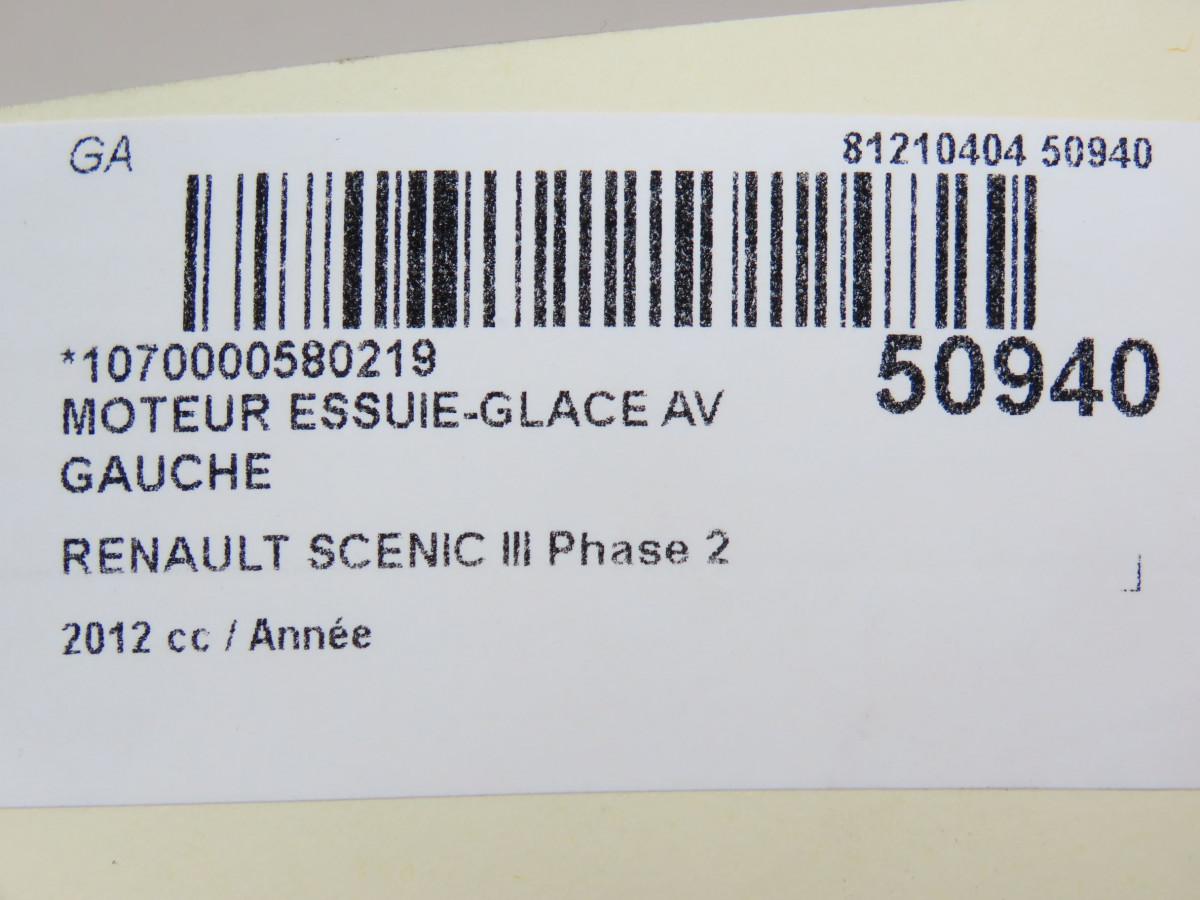 GA
81210404 50940
*1070000580219
50940
MOTEUR ESSUIE-GLACE AV
GAUCHE
RENAULT SCENIC III Phase 2
2012 cc / Année